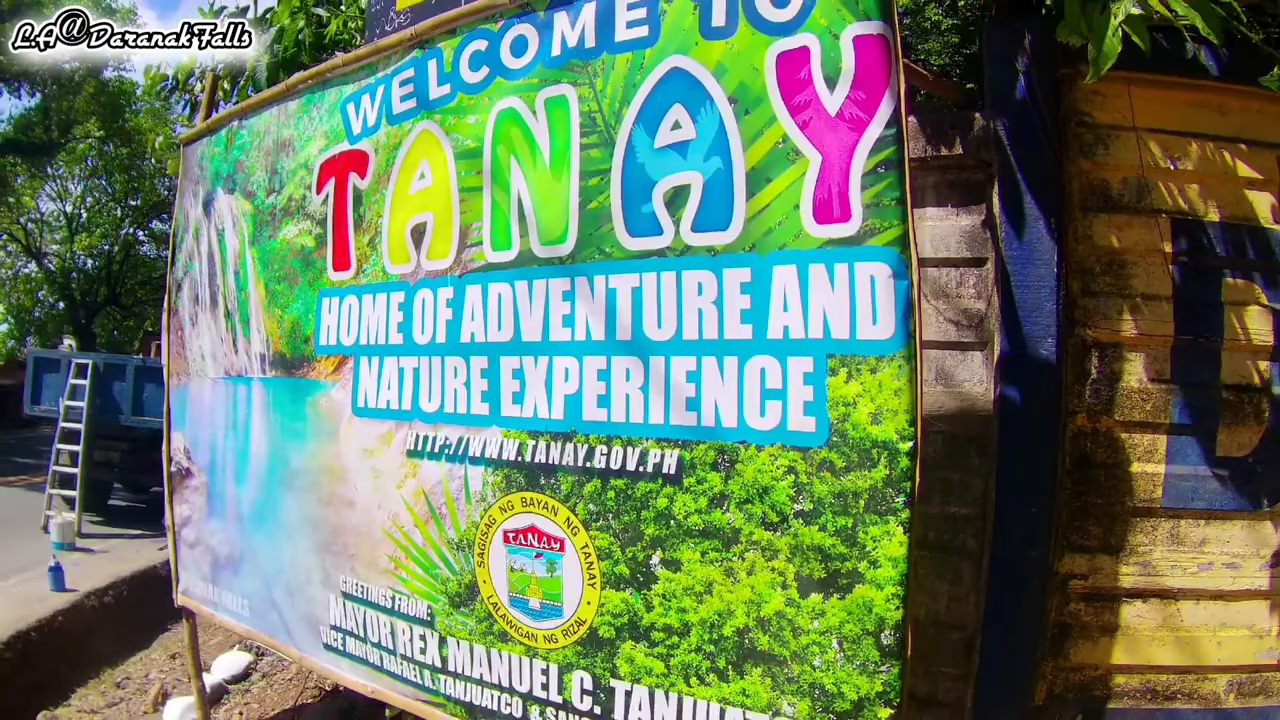 L.A@DaranakFalls
WELCOME TO
TANAY
HOME OF ADVENTURE AND
NATURE EXPERIENCE
HTTP://WWW.TANAY.GOV.PH
SAGISAG NG BAYAN NG TANAY
TANAY
LALAWIGAN NG RIZAL
GREETINGS FROM:
MAYOR REX MANUEL C.
VICE MAYOR RAFAEL A. TANJUATCO &
FALLS